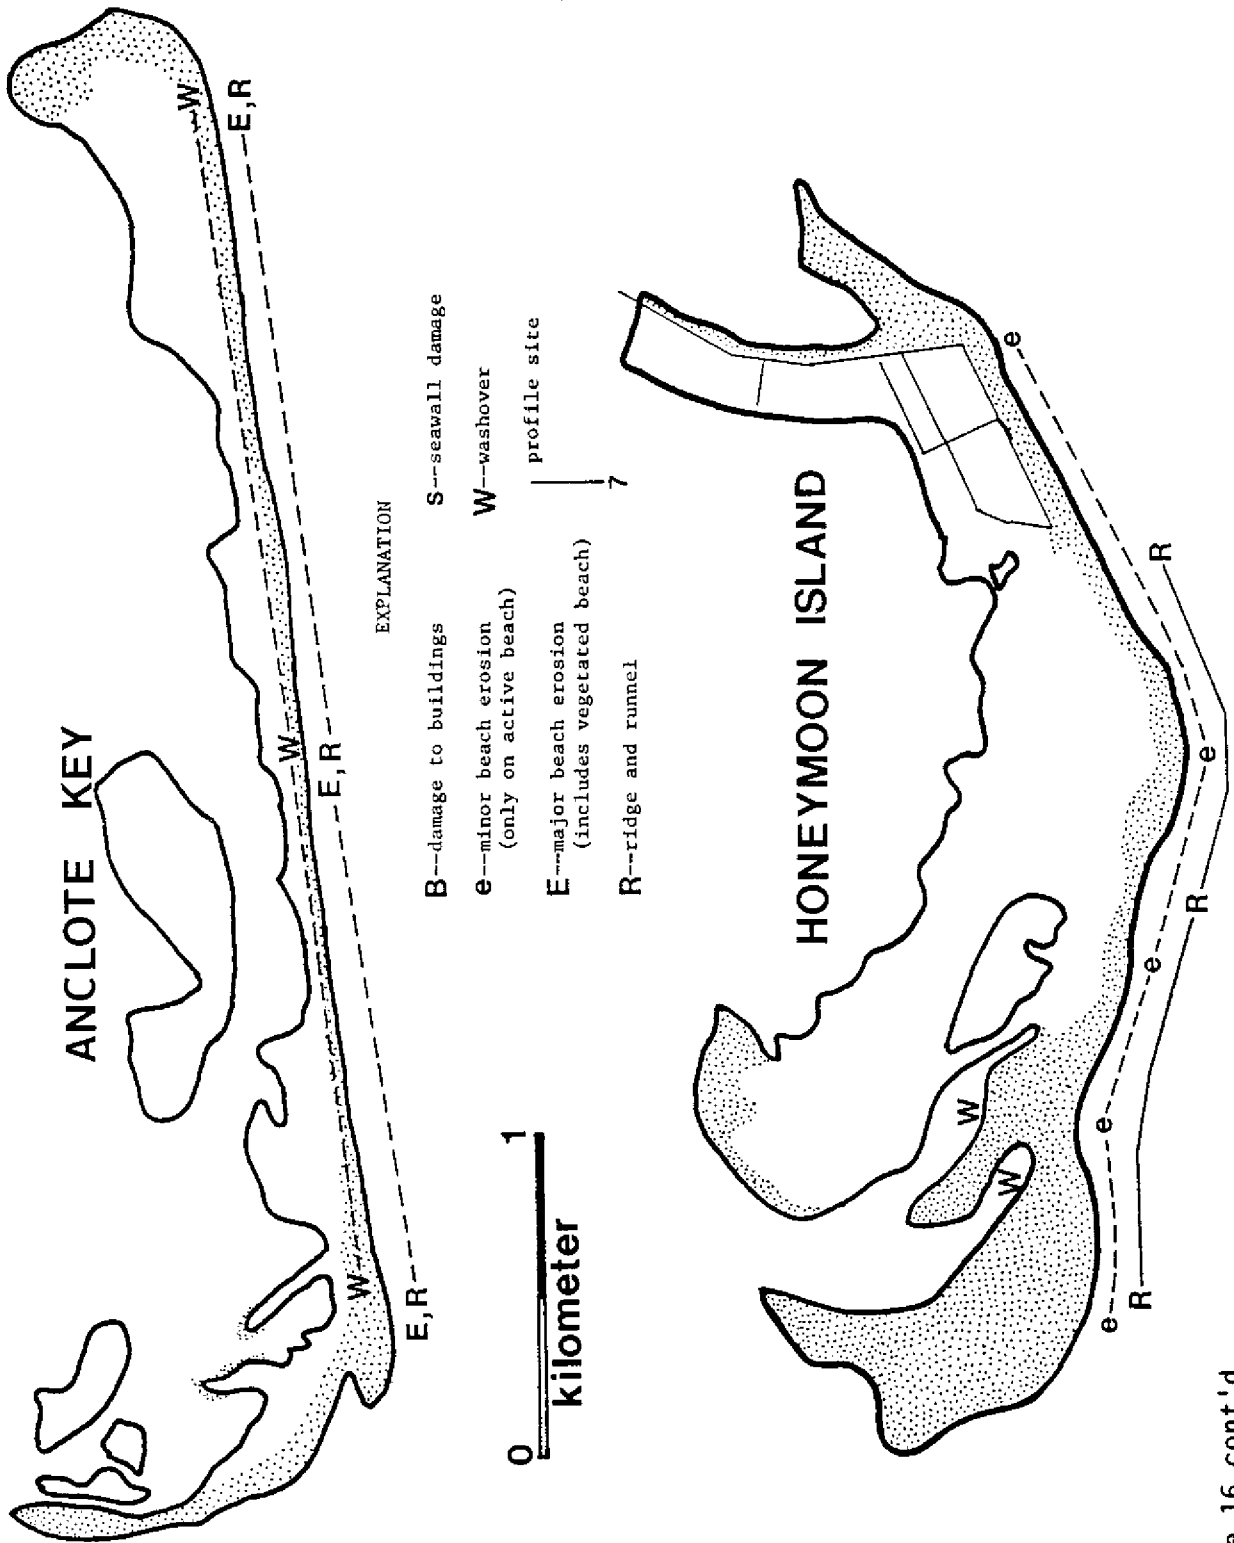 ANCLOTE KEY
W
E,R
W
E,R
W
E,R
EXPLANATION
B--damage to buildings
e--minor beach erosion
(only on active beach)
E--major beach erosion
(includes vegetated beach)
R--ridge and runnel
S--seawall damage
W--washover
profile site
7
0 1
kilometer
HONEYMOON ISLAND
W
W
e
e
e
e
e
R
R
R
e 16 cont'd